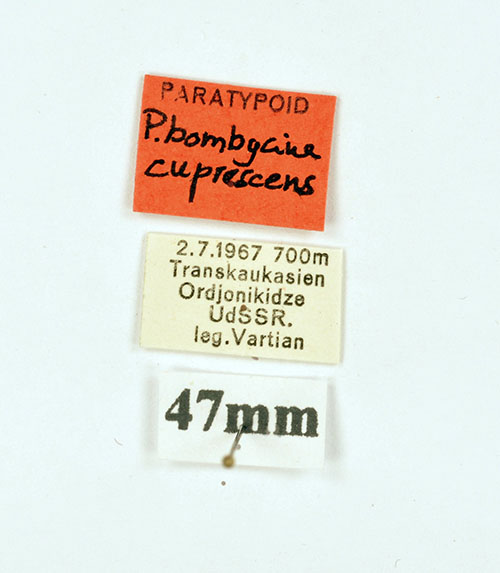 PARATYPOID
P.bombycina
cuprescens
2.7.1967 700m
Transkaukasien
Ordjonikidze
UdSSR.
leg.Vartian
47mm